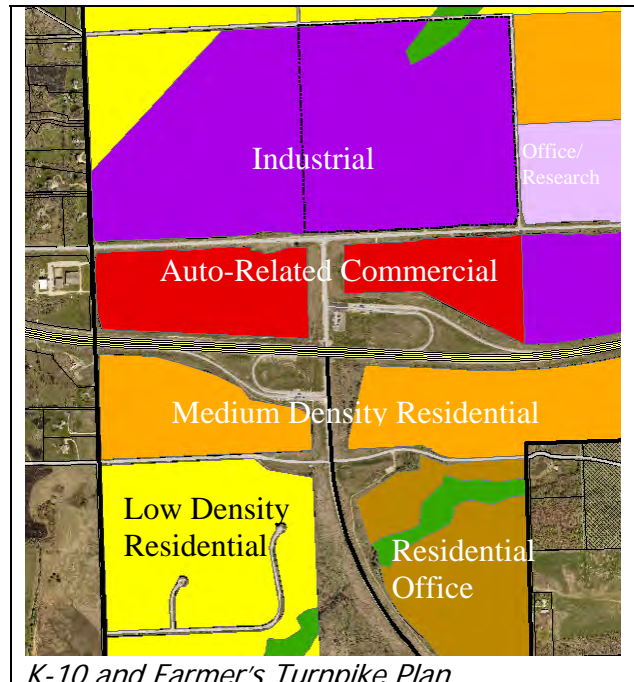 Industrial
Office/
Research
Auto-Related Commercial
Medium Density Residential
Low Density
Residential
Residential
Office
K-10 and Farmer's Turnpike Plan